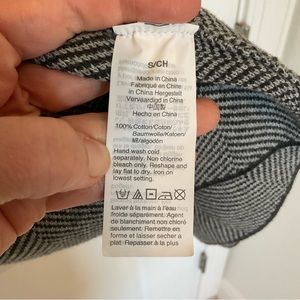 S/CH
Made in China
Fabriqué en Chine
in China Hergestellt
Vervaardigd in China
中国製
Hecho en China
100% Cotton/Coton/
Baumwolle/Katoen/
綿/algodón
Hand wash cold
separately. Non chlorine
bleach only. Reshape and
lay flat to dry. Iron on
lowest setting.
Laver à la main à l'eau
froide séparément. Agent
de blanchiment non chloré
seulement. Remettre en
forme et laisser sécher à
plat. Repasser à la plus